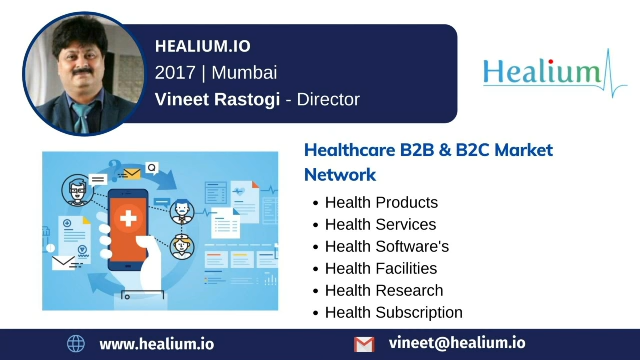 HEALIUM.IO
2017 | Mumbai
Vineet Rastogi - Director
Healium
Healthcare B2B & B2C Market
Network
• Health Products
• Health Services
• Health Software's
• Health Facilities
• Health Research
• Health Subscription
www.healium.io
vineet@healium.io